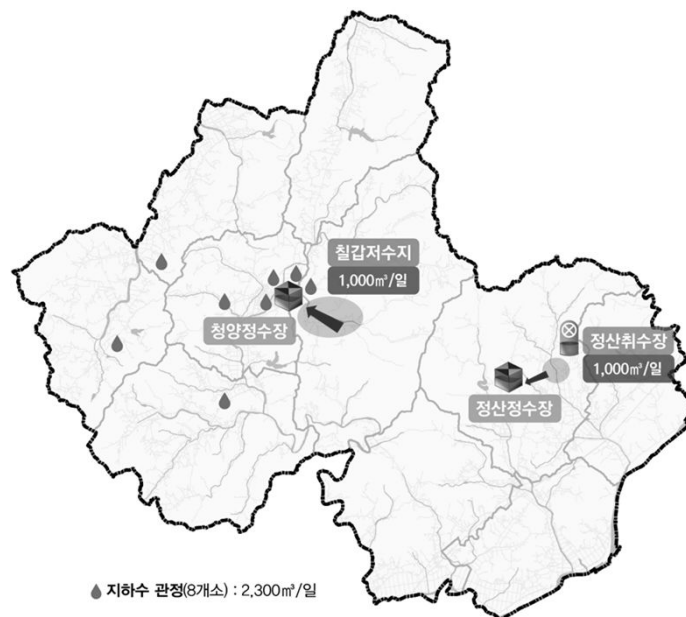 칠갑저수지
1,000㎥/일
청양정수장
정산취수장
1,000㎥/일
정산정수장
지하수 관정(8개소) : 2,300㎥/일